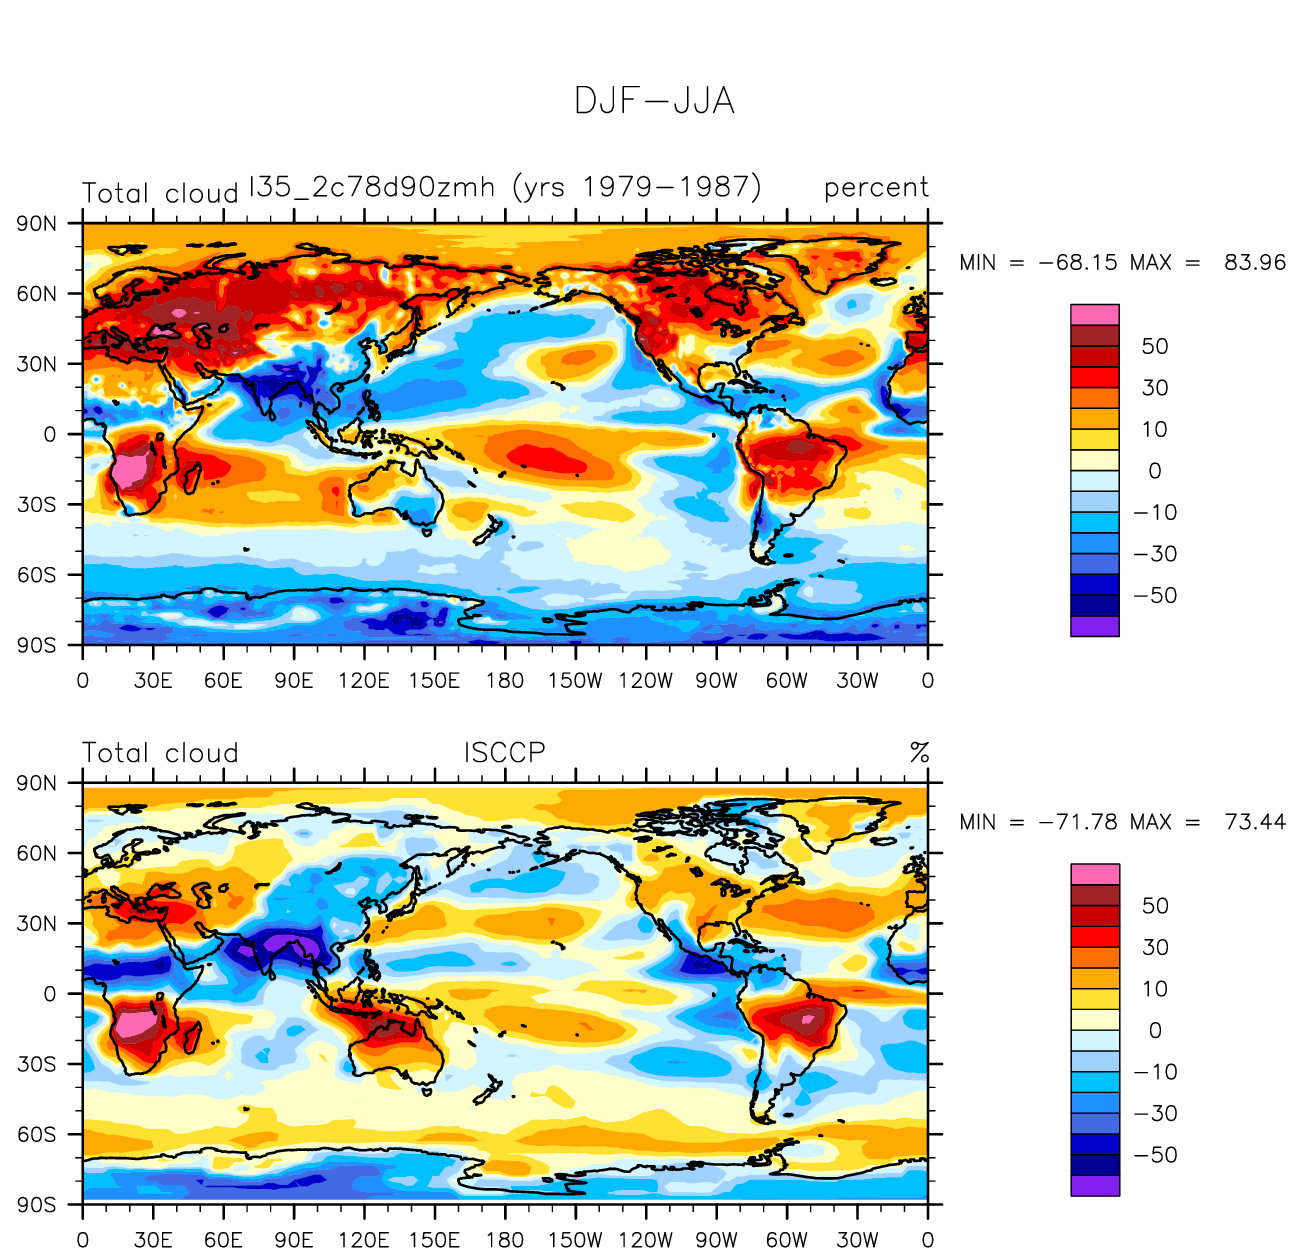 DJF−JJA
Total cloud l35_2c78d90zmh (yrs 1979−1987) percent
90N
60N
30N
0
30S
60S
90S
0 30E 60E 90E 120E 150E 180 150W 120W 90W 60W 30W 0
MIN = −68.15 MAX = 83.96
50
30
10
0
−10
−30
−50
Total cloud ISCCP %
90N
60N
30N
0
30S
60S
90S
0 30E 60E 90E 120E 150E 180 150W 120W 90W 60W 30W 0
MIN = −71.78 MAX = 73.44
50
30
10
0
−10
−30
−50